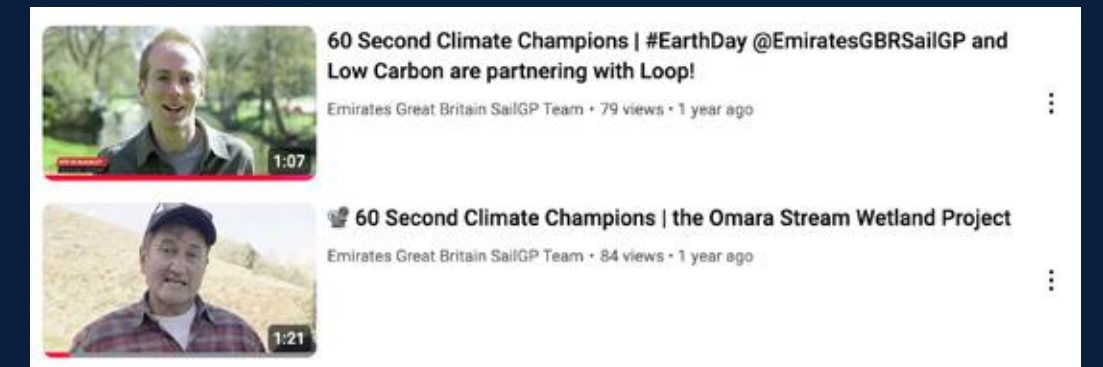 60 Second Climate Champions | #EarthDay @EmiratesGBRSailGP and
Low Carbon are partnering with Loop!
Emirates Great Britain SailGP Team • 79 views • 1 year ago
1:07
📽️ 60 Second Climate Champions | the Omara Stream Wetland Project
Emirates Great Britain SailGP Team • 84 views • 1 year ago
1:21